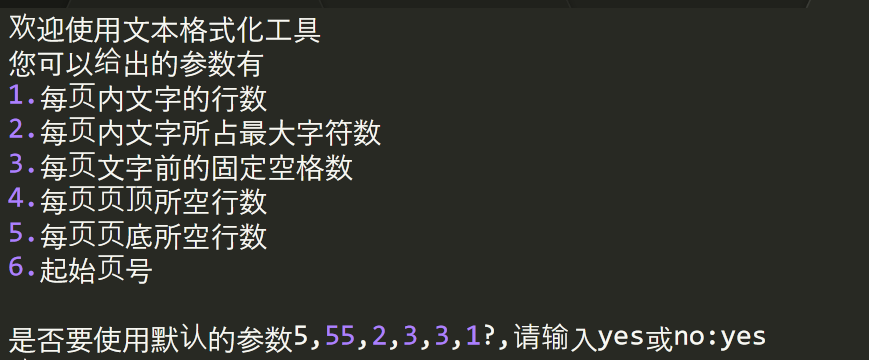 欢迎使用文本格式化工具
您可以给出的参数有
1.每页内文字的行数
2.每页内文字所占最大字符数
3.每页文字前的固定空格数
4.每页页顶所空行数
5.每页页底所空行数
6.起始页号
是否要使用默认的参数5,55,2,3,3,1?,请输入yes或no:yes